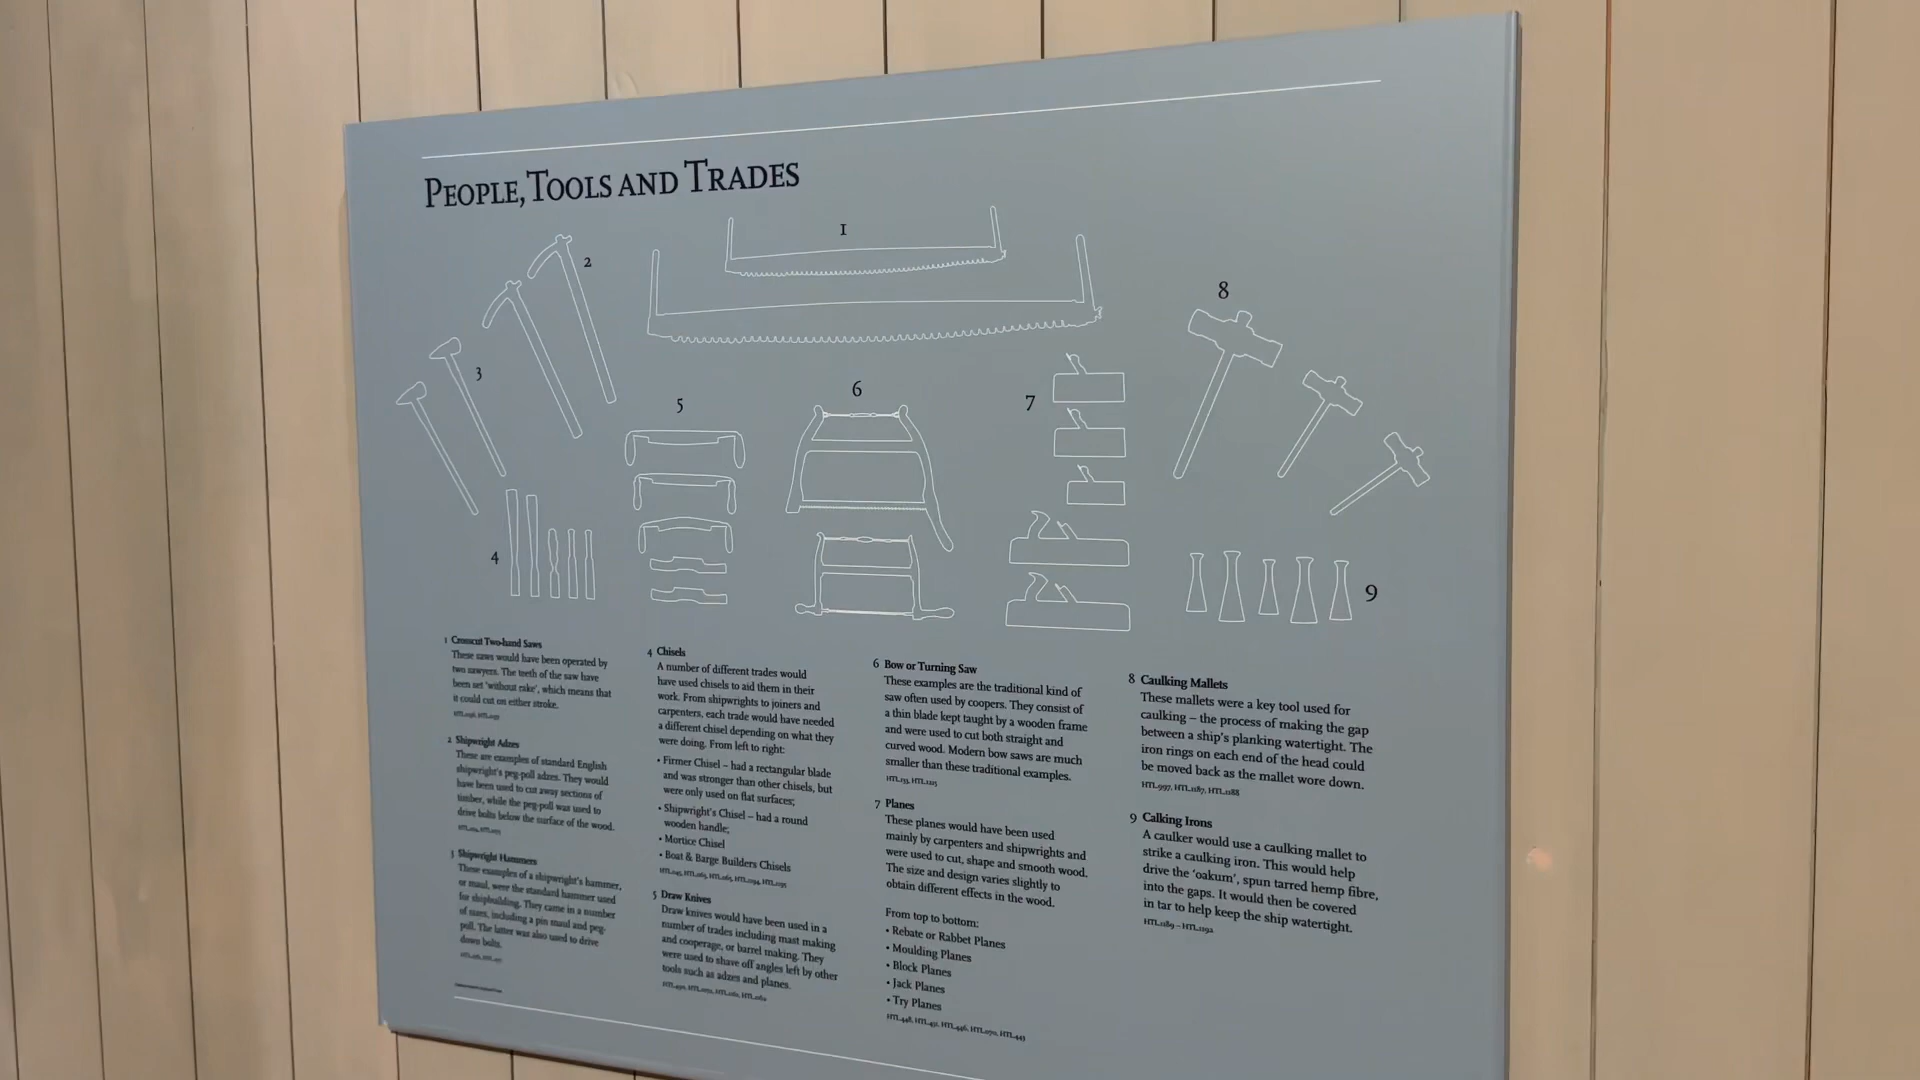 PEOPLE, TOOLS AND TRADES
1
2
3
4
5
6
7
8
9
1 Crosscut Two-hand Saws
These saws would have been operated by
two sawyers. The teeth of the saw have
been set 'without rake', which means that
it could cut on either stroke.
2 Shipwright Adzes
These are examples of standard English
shipwright's peg-poll adzes. They would
have been used to cut away sections of
timber, while the peg-poll was used to
drive bolts below the surface of the wood.
3 Shipwright Hammers
These examples of a shipwright's hammer,
or maul, were the standard hammer used
for shipbuilding. They came in a number
of sizes, including a pin maul and peg-
poll. The latter was also used to drive
down bolts.
4 Chisels
A number of different trades would
have used chisels to aid them in their
work. From shipwrights to joiners and
carpenters, each trade would have needed
a different chisel depending on what they
were doing. From left to right:
• Firmer Chisel – had a rectangular blade
and was stronger than other chisels, but
were only used on flat surfaces;
• Shipwright's Chisel – had a round
wooden handle;
• Mortice Chisel
• Boat & Barge Builders Chisels
5 Draw Knives
Draw knives would have been used in a
number of trades including mast making
and cooperage, or barrel making. They
were used to shave off angles left by other
tools such as adzes and planes.
6 Bow or Turning Saw
These examples are the traditional kind of
saw often used by coopers. They consist of
a thin blade kept taught by a wooden frame
and were used to cut both straight and
curved wood. Modern bow saws are much
smaller than these traditional examples.
7 Planes
These planes would have been used
mainly by carpenters and shipwrights and
were used to cut, shape and smooth wood.
The size and design varies slightly to
obtain different effects in the wood.
From top to bottom:
• Rebate or Rabbet Planes
• Moulding Planes
• Block Planes
• Jack Planes
• Try Planes
8 Caulking Mallets
These mallets were a key tool used for
caulking – the process of making the gap
between a ship's planking watertight. The
iron rings on each end of the head could
be moved back as the mallet wore down.
HTL.997, HTL.1187, HTL.1188
9 Calking Irons
A caulker would use a caulking mallet to
strike a caulking iron. This would help
drive the 'oakum', spun tarred hemp fibre,
into the gaps. It would then be covered
in tar to help keep the ship watertight.
HTL.1189 – HTL.1192